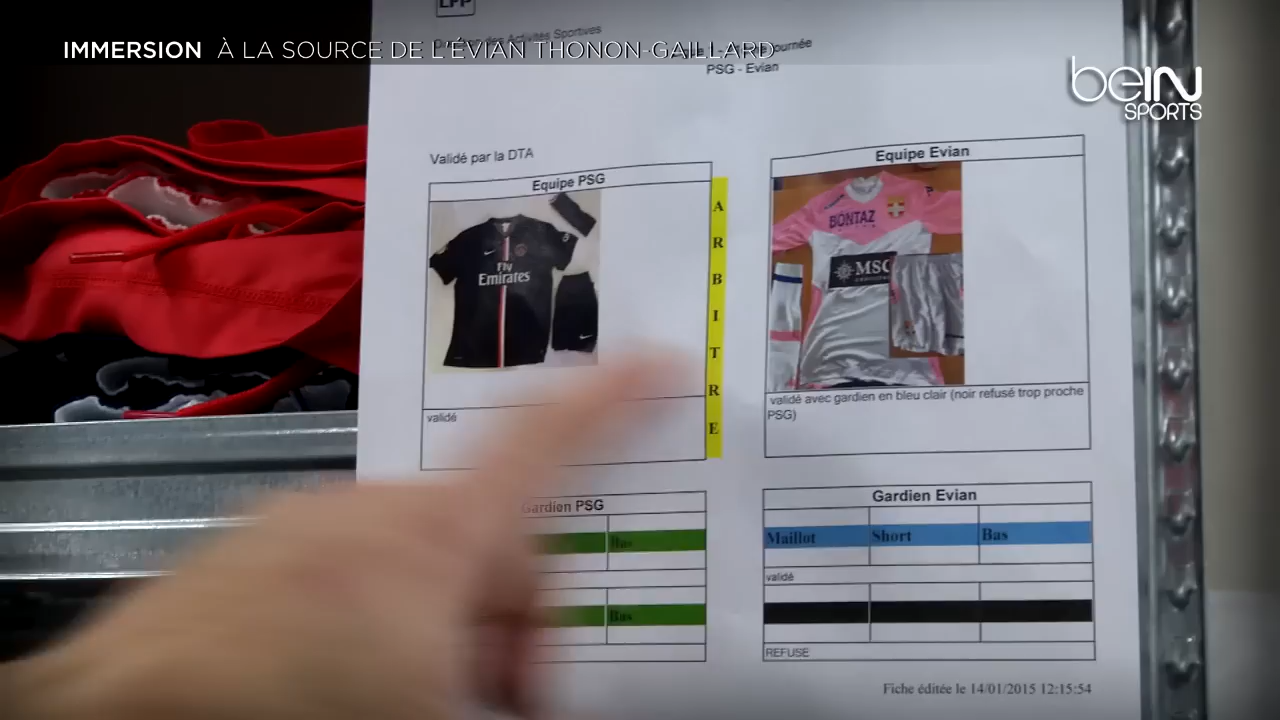 LFP
IMMERSION À LA SOURCE DE L'ÉVIAN THONON-GAILLARD
des Activités Sportives
PSG - Evian
beIN
SPORTS
Validé par la DTA
Equipe PSG
Fly
Emirates
validé
ARBITRE
Equipe Evian
BONTAZ
MSC
validé avec gardien en bleu clair (noir refusé trop proche
PSG)
Gardien PSG
Bas
Bas
Gardien Evian
Maillot Short Bas
validé
REFUSE
Fiche éditée le 14/01/2015 12:15:54